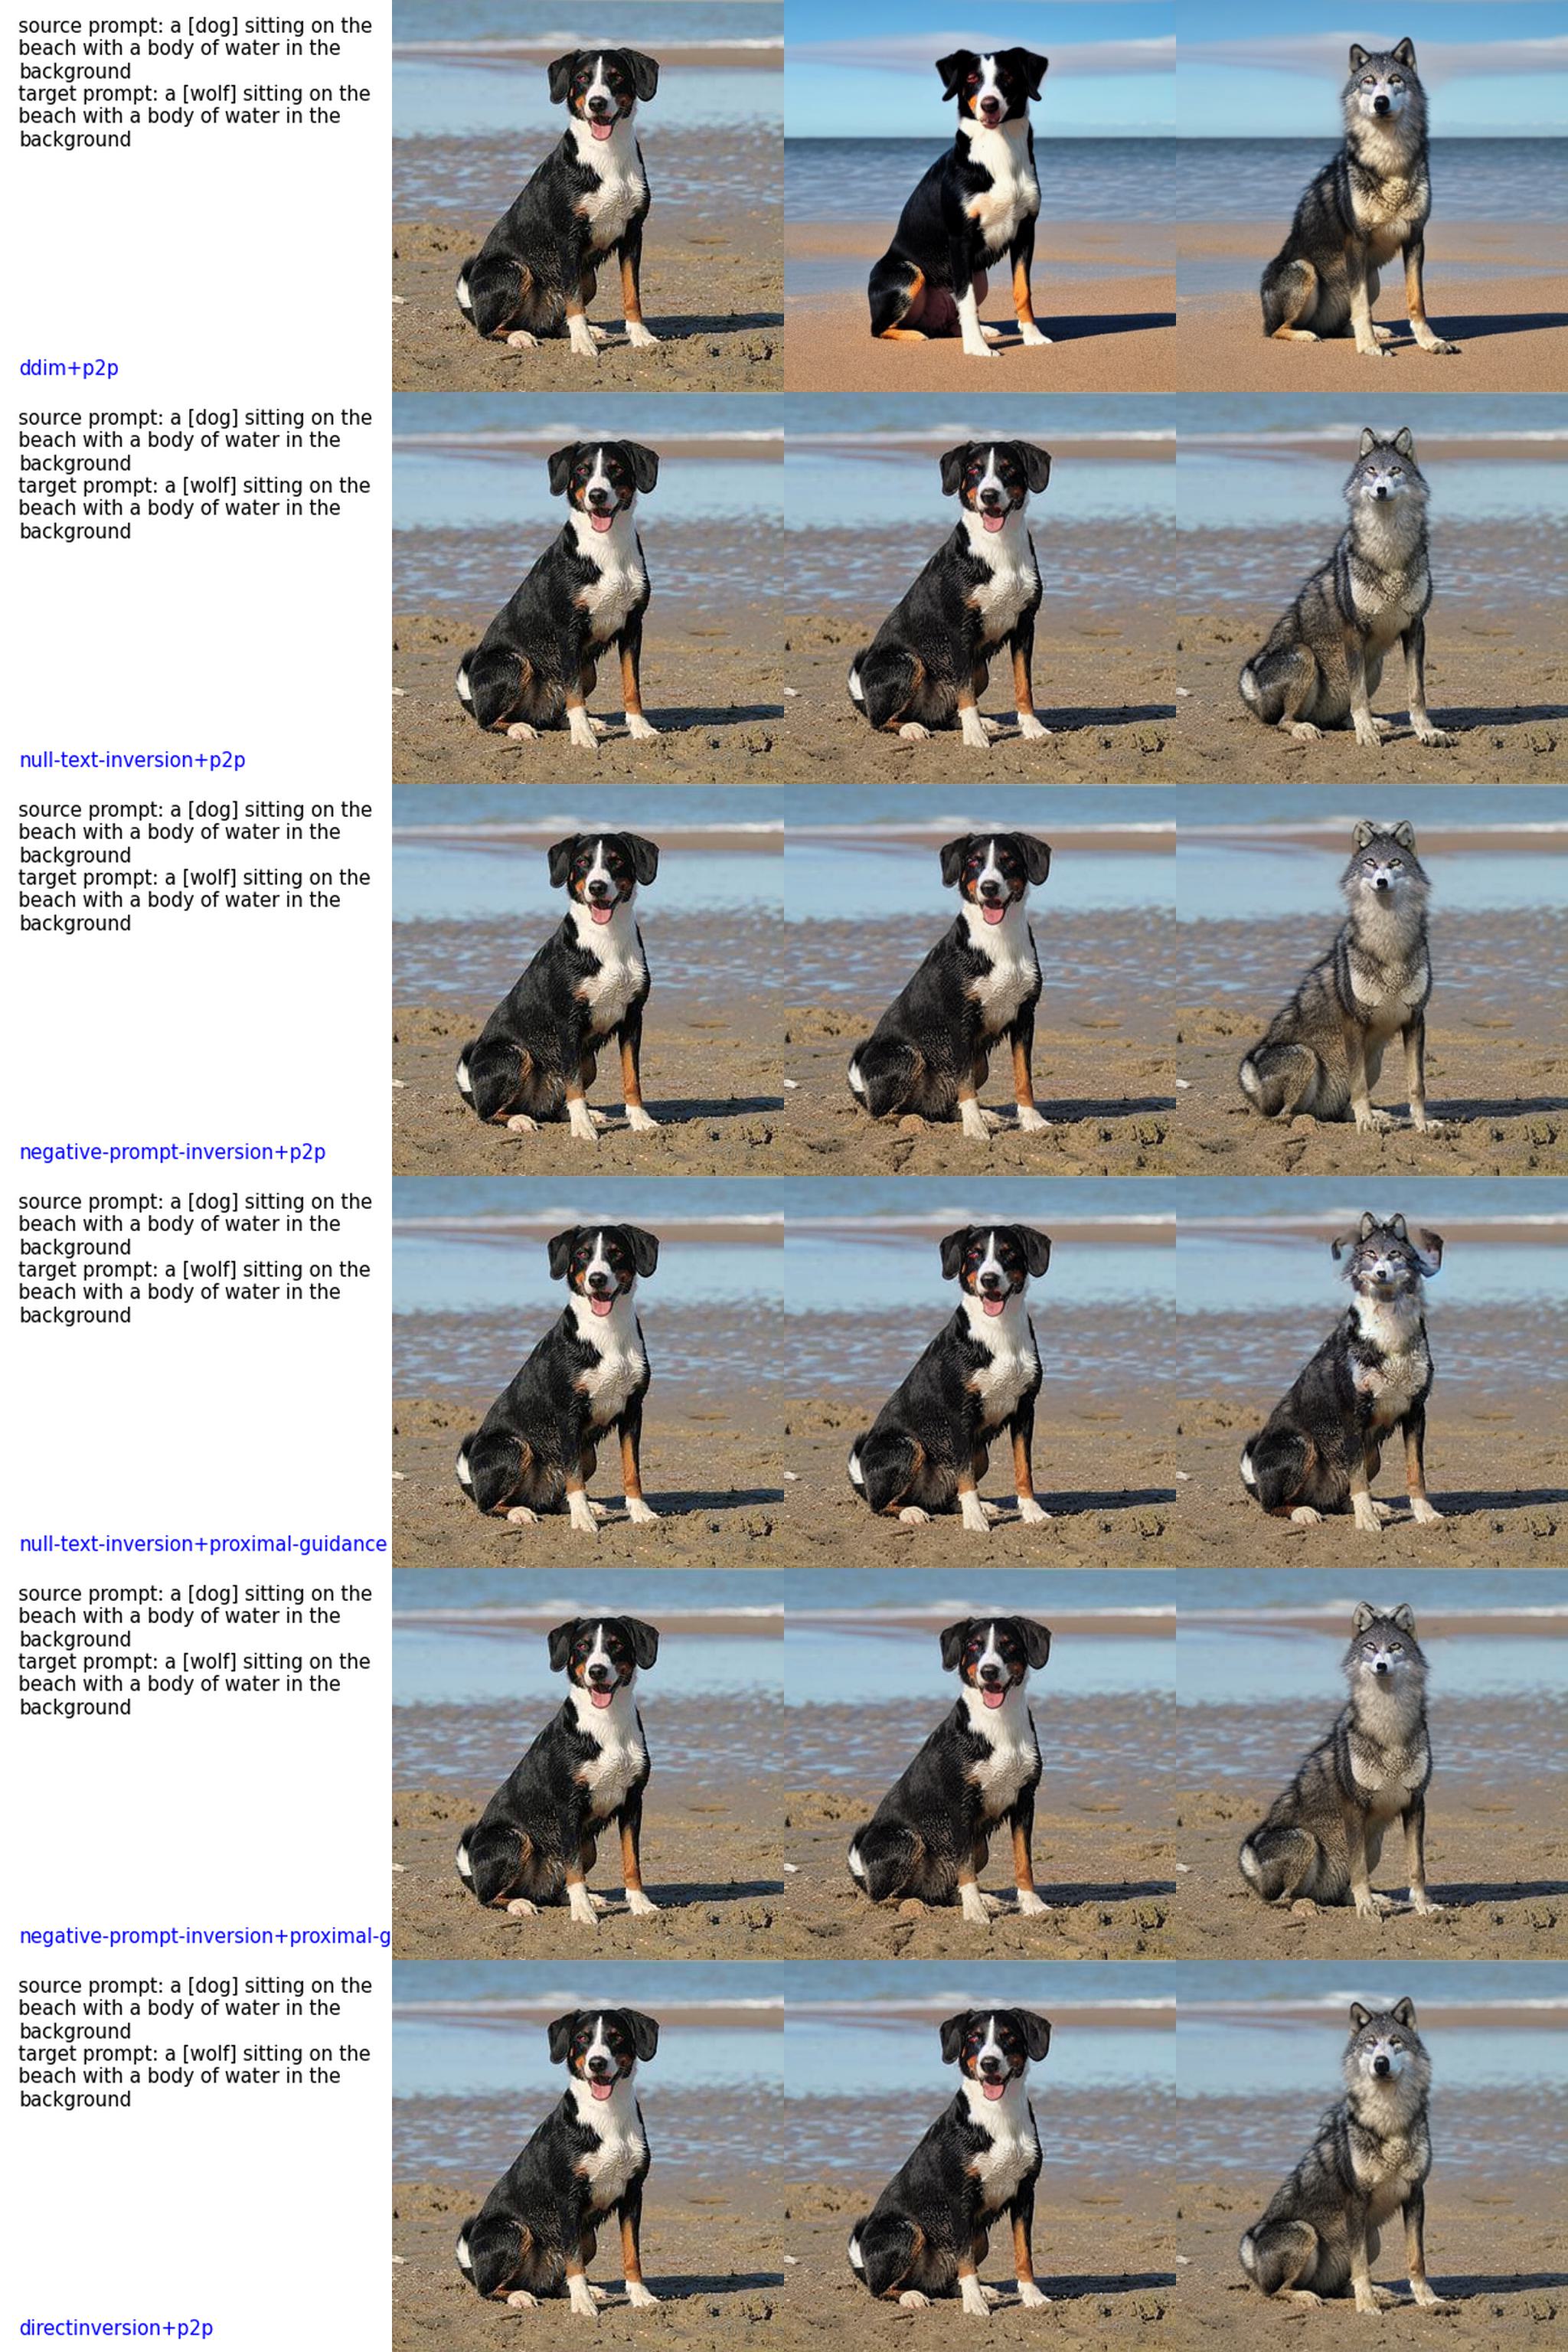 source prompt: a [dog] sitting on the
beach with a body of water in the
background
target prompt: a [wolf] sitting on the
beach with a body of water in the
background
ddim+p2p
source prompt: a [dog] sitting on the
beach with a body of water in the
background
target prompt: a [wolf] sitting on the
beach with a body of water in the
background
null-text-inversion+p2p
source prompt: a [dog] sitting on the
beach with a body of water in the
background
target prompt: a [wolf] sitting on the
beach with a body of water in the
background
negative-prompt-inversion+p2p
source prompt: a [dog] sitting on the
beach with a body of water in the
background
target prompt: a [wolf] sitting on the
beach with a body of water in the
background
null-text-inversion+proximal-guidance
source prompt: a [dog] sitting on the
beach with a body of water in the
background
target prompt: a [wolf] sitting on the
beach with a body of water in the
background
negative-prompt-inversion+proximal-g
source prompt: a [dog] sitting on the
beach with a body of water in the
background
target prompt: a [wolf] sitting on the
beach with a body of water in the
background
directinversion+p2p